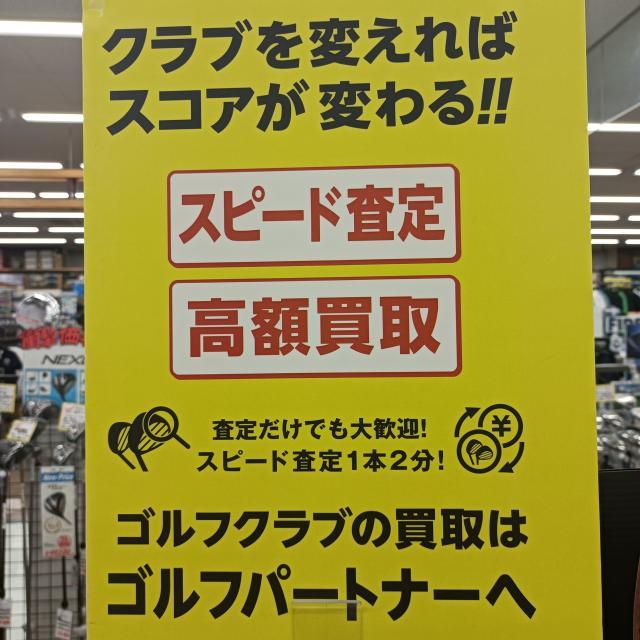 クラブを変えれば
スコアが変わる!!
スピード査定
高額買取
査定だけでも大歓迎!
スピード査定1本2分!
¥
ゴルフクラブの買取は
ゴルフパートナーへ